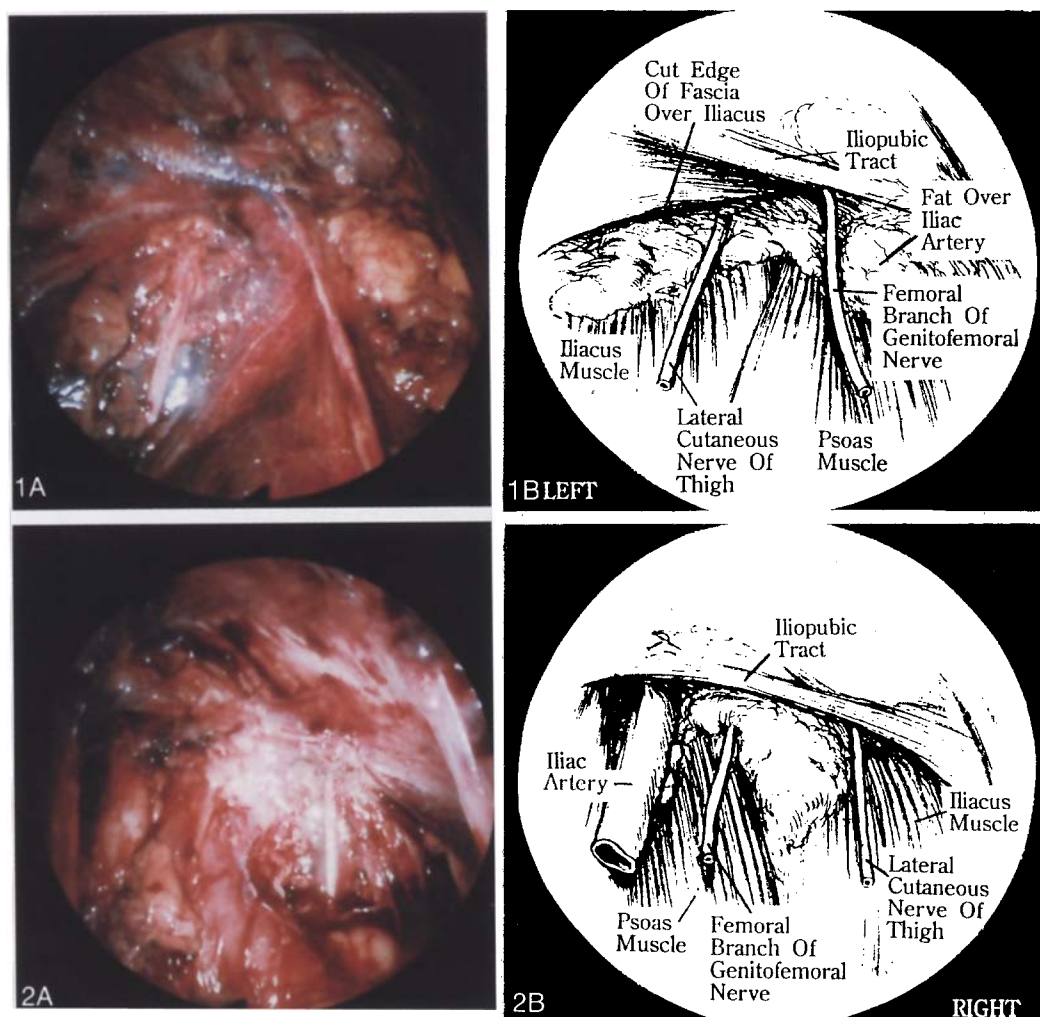 1A
Cut Edge
Of Fascia
Over Iliacus
Iliopubic
Tract
Fat Over
Iliac
Artery
Femoral
Branch Of
Genitofemoral
Nerve
Iliacus
Muscle
Lateral
Cutaneous
Nerve Of
Thigh
Psoas
Muscle
1B LEFT
2A
Iliopubic
Tract
Iliac
Artery
Iliacus
Muscle
Lateral
Cutaneous
Nerve Of
Thigh
Psoas
Muscle
Femoral
Branch Of
Genitofemoral
Nerve
2B
RIGHT